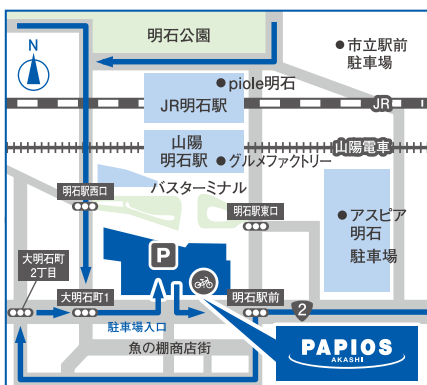 明石公園
市立駅前
駐車場
N
piole明石
JR明石駅
JR
山陽
明石駅
山陽電車
グルメファクトリー
バスターミナル
明石駅西口
明石駅東口
アスピア
明石
駐車場
P
大明石町
2丁目
大明石町1
明石駅前
2
駐車場入口
魚の棚商店街
PAPIOS
AKASHI